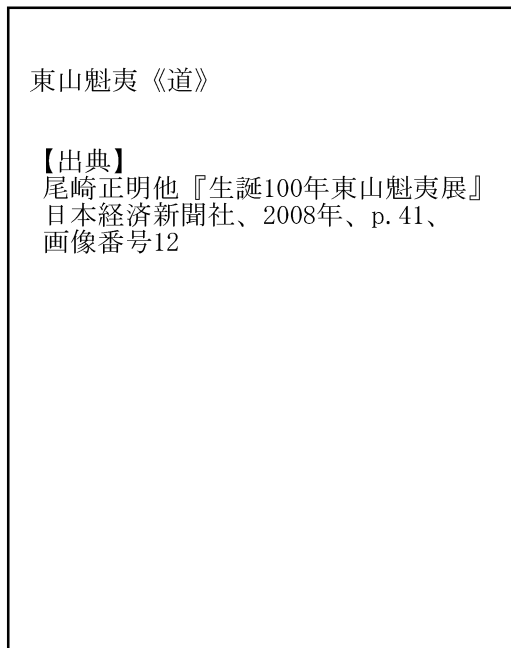 東山魁夷《道》
【出典】
尾崎正明他『生誕100年東山魁夷展』
日本経済新聞社、2008年、p.41、
画像番号12